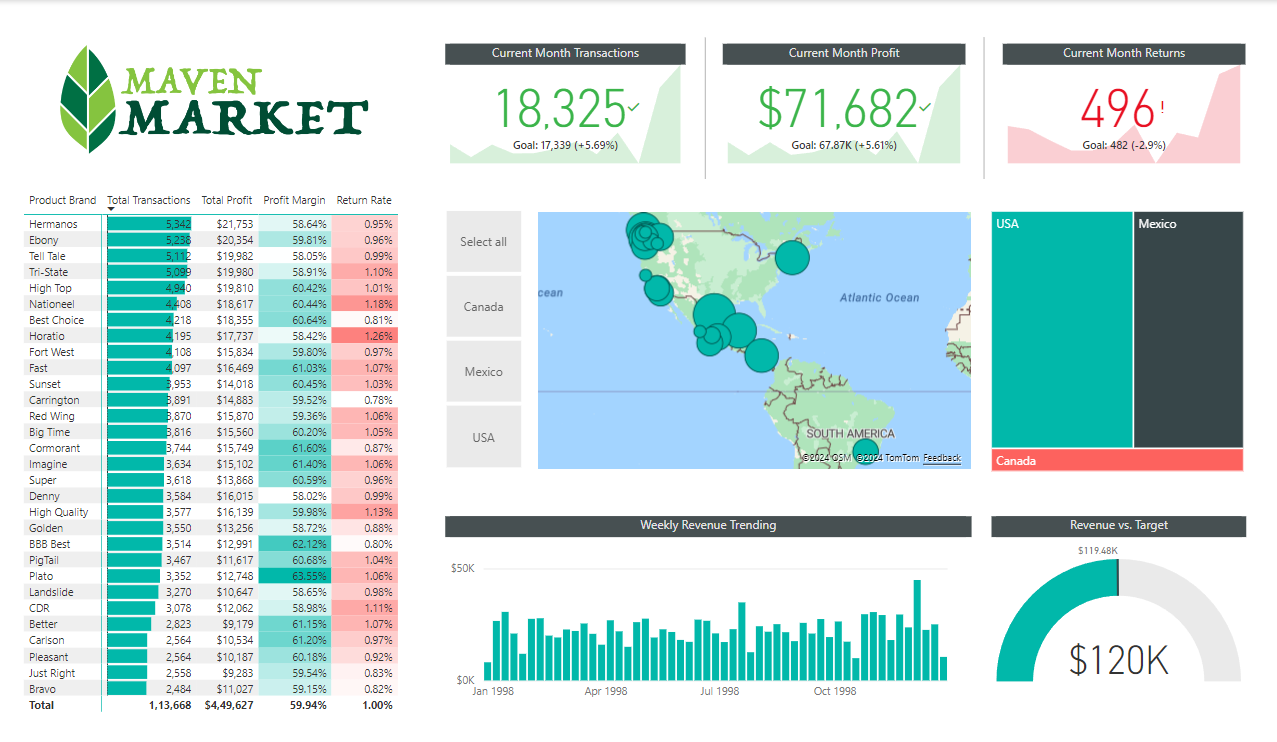 MAVEN
MARKET
Current Month Transactions
18,325
Goal: 17,339 (+5.69%)
Current Month Profit
$71,682
Goal: 67.87K (+5.61%)
Current Month Returns
496!
Goal: 482 (-2.9%)
Product Brand Total Transactions Total Profit Profit Margin Return Rate
Hermanos 5,342 $21,753 58.64% 0.95%
Ebony 5,238 $20,354 59.81% 0.96%
Tell Tale 5,112 $19,982 58.05% 0.99%
Tri-State 5,099 $19,980 58.91% 1.10%
High Top 4,940 $19,810 60.42% 1.01%
Nationeel 4,408 $18,617 60.44% 1.18%
Best Choice 4,218 $18,355 60.64% 0.81%
Horatio 4,195 $17,737 58.42% 1.26%
Fort West 4,108 $15,834 59.80% 0.97%
Fast 4,097 $16,469 61.03% 1.07%
Sunset 3,953 $14,018 60.45% 1.03%
Carrington 3,891 $14,883 59.52% 0.78%
Red Wing 3,870 $15,870 59.36% 1.06%
Big Time 3,816 $15,560 60.20% 1.05%
Cormorant 3,744 $15,749 61.60% 0.87%
Imagine 3,634 $15,102 61.40% 1.06%
Super 3,618 $13,868 60.59% 0.96%
Denny 3,584 $16,015 58.02% 0.99%
High Quality 3,577 $16,139 59.98% 1.13%
Golden 3,550 $13,256 58.72% 0.88%
BBB Best 3,514 $12,991 62.12% 0.80%
PigTail 3,467 $11,617 60.68% 1.04%
Plato 3,352 $12,748 63.55% 1.06%
Landslide 3,270 $10,647 58.65% 0.98%
CDR 3,078 $12,062 58.98% 1.11%
Better 2,823 $9,179 61.15% 1.07%
Carlson 2,564 $10,534 61.20% 0.97%
Pleasant 2,564 $10,187 60.18% 0.92%
Just Right 2,558 $9,283 59.54% 0.83%
Bravo 2,484 $11,027 59.15% 0.82%
Total 1,13,668 $4,49,627 59.94% 1.00%
Select all
Canada
Mexico
USA
cean
Atlantic Ocean
SOUTH AMERICA
©2024 OSM ©2024 TomTom Feedback
USA
Mexico
Canada
Weekly Revenue Trending
$50K
$0K
Jan 1998 Apr 1998 Jul 1998 Oct 1998
Revenue vs. Target
$119.48K
$120K